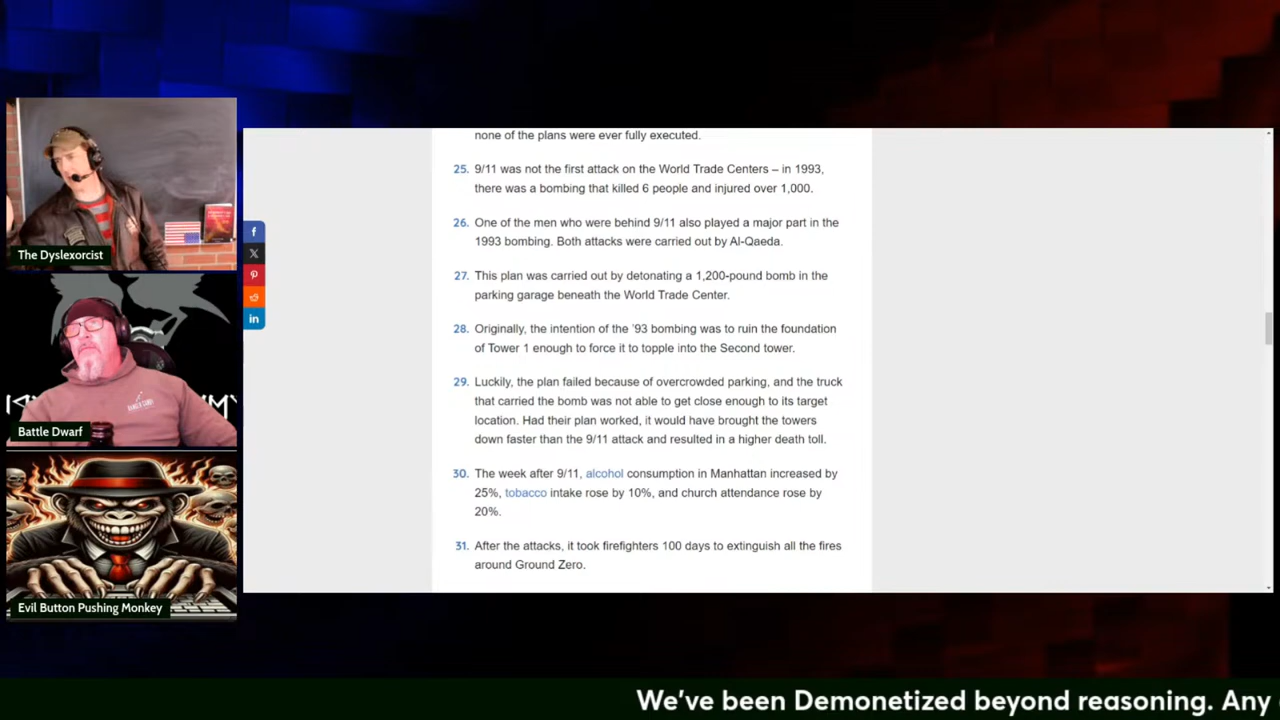 The Dyslexorcist
Battle Dwarf
Evil Button Pushing Monkey
none of the plans were ever fully executed.
25. 9/11 was not the first attack on the World Trade Centers – in 1993,
there was a bombing that killed 6 people and injured over 1,000.
26. One of the men who were behind 9/11 also played a major part in the
1993 bombing. Both attacks were carried out by Al-Qaeda.
27. This plan was carried out by detonating a 1,200-pound bomb in the
parking garage beneath the World Trade Center.
28. Originally, the intention of the '93 bombing was to ruin the foundation
of Tower 1 enough to force it to topple into the Second tower.
29. Luckily, the plan failed because of overcrowded parking, and the truck
that carried the bomb was not able to get close enough to its target
location. Had their plan worked, it would have brought the towers
down faster than the 9/11 attack and resulted in a higher death toll.
30. The week after 9/11, alcohol consumption in Manhattan increased by
25%, tobacco intake rose by 10%, and church attendance rose by
20%.
31. After the attacks, it took firefighters 100 days to extinguish all the fires
around Ground Zero.
We've been Demonetized beyond reasoning. Any